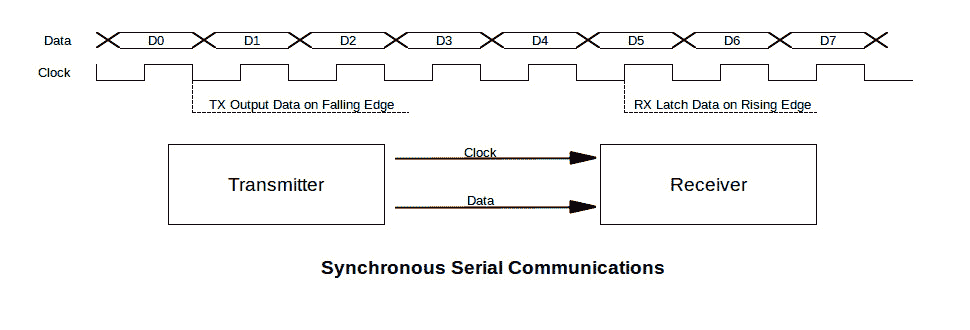 Data D0 D1 D2 D3 D4 D5 D6 D7
Clock
TX Output Data on Falling Edge RX Latch Data on Rising Edge
Clock
Transmitter Receiver
Data
Synchronous Serial Communications